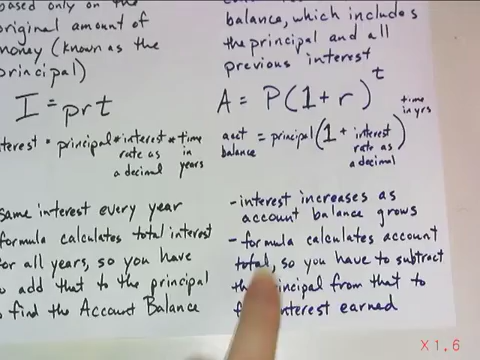 based only on the
original amount of
money (known as the
principal)
I = prt
interest = principal * interest * time
rate as in
a decimal years
same interest every year
formula calculates total interest
for all years, so you have
to add that to the principal
to find the Account Balance
balance, which includes
the principal and all
previous interest
A = P(1+r)^t
acct balance = principal(1 + interest rate as a decimal)^time in yrs
- interest increases as
account balance grows
- formula calculates account
total, so you have to subtract
the principal from that to
interest earned
X1,6